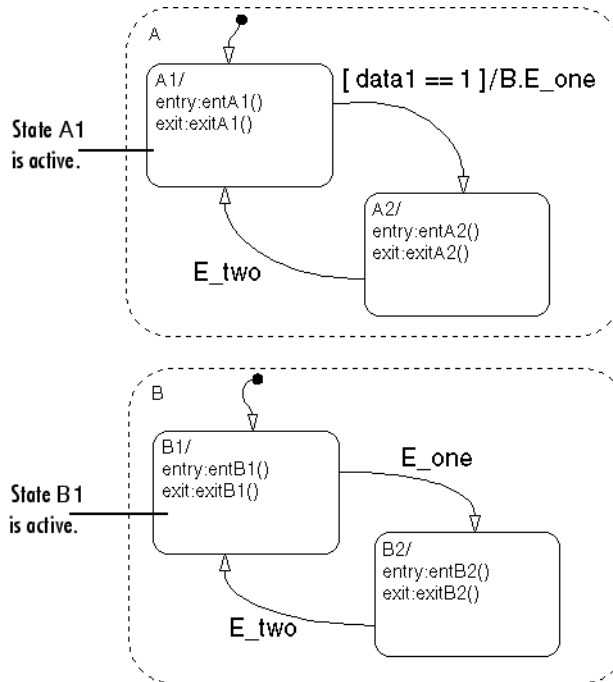 A
A1/
entry:entA1()
exit:exitA1()
[ data1 == 1 ]/B.E_one
State A1
is active.
A2/
entry:entA2()
exit:exitA2()
E_two
B
B1/
entry:entB1()
exit:exitB1()
E_one
State B1
is active.
B2/
entry:entB2()
exit:exitB2()
E_two